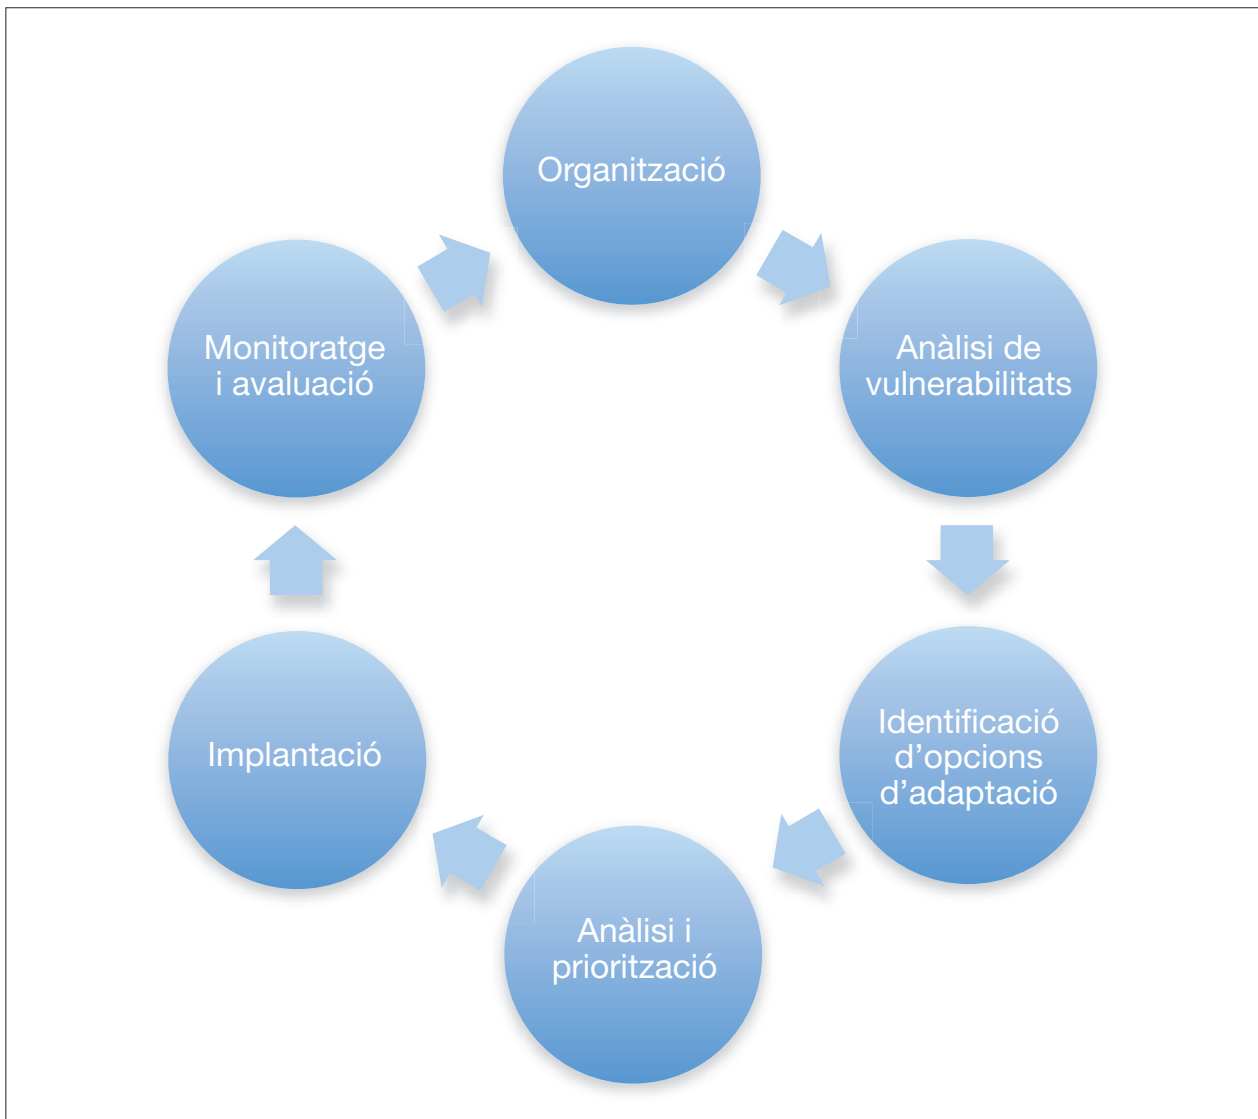 Organització
Anàlisi de
vulnerabilitats
Identificació
d’opcions
d’adaptació
Anàlisi i
priorització
Implantació
Monitoratge
i avaluació